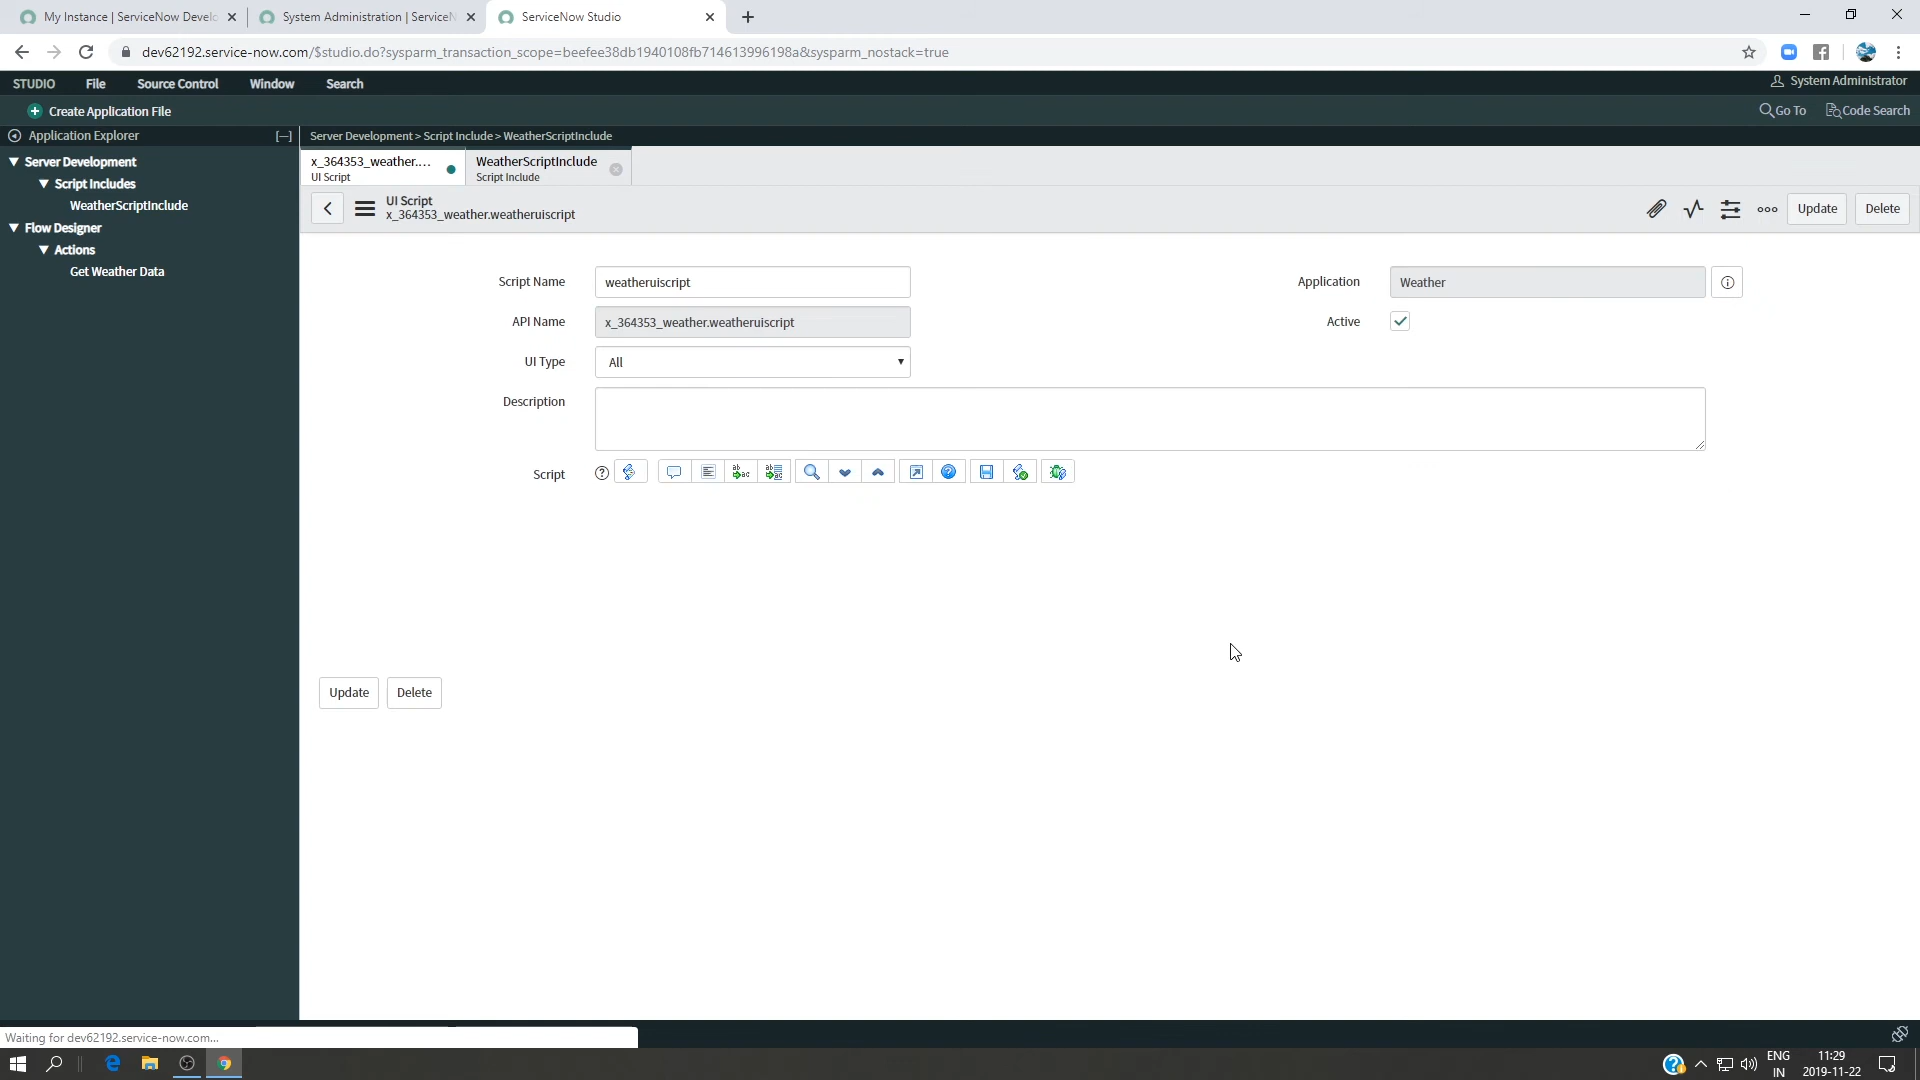 My Instance | ServiceNow Develo
System Administration | ServiceN
ServiceNow Studio
dev62192.service-now.com/$studio.do?sysparm_transaction_scope=beefee38db1940108fb714613996198a&sysparm_nostack=true
STUDIO File Source Control Window Search
System Administrator
Create Application File
Go To Code Search
Application Explorer
[—]
Server Development > Script Include > WeatherScriptInclude
Server Development
Script Includes
WeatherScriptInclude
Flow Designer
Actions
Get Weather Data
x_364353_weather....
UI Script
WeatherScriptInclude
Script Include
UI Script
x_364353_weather.weatheruiscript
Update Delete
Script Name weatheruiscript
Application Weather
API Name x_364353_weather.weatheruiscript
Active
UI Type All
Description
Script
Update Delete
Waiting for dev62192.service-now.com...
ENG
IN
11:29
2019-11-22